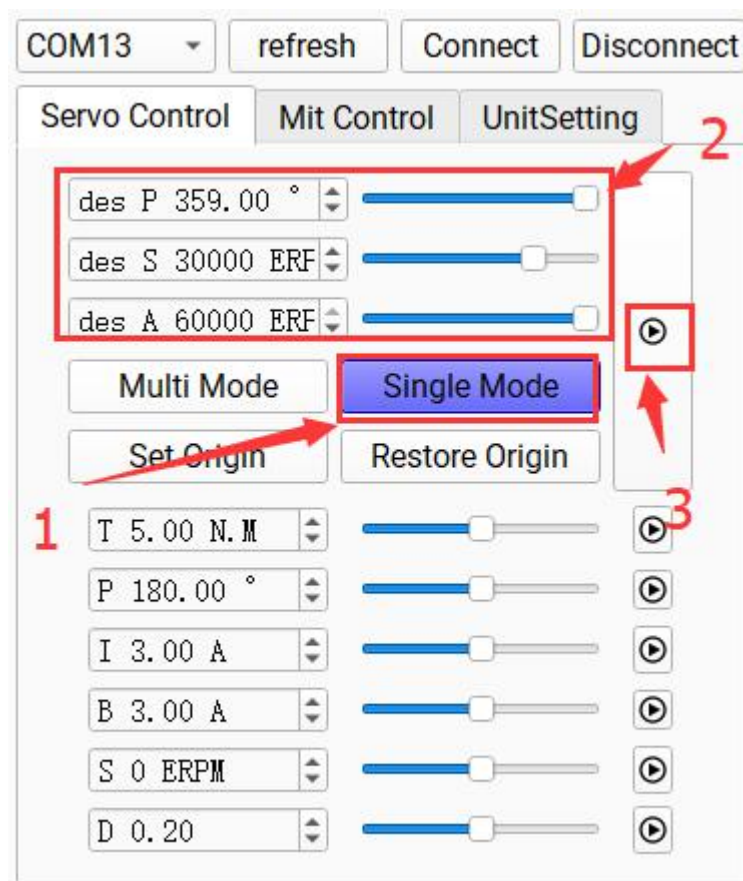 COM13 refresh Connect Disconnect
Servo Control Mit Control UnitSetting
2
des P 359.00 °
des S 30000 ERF
des A 60000 ERF
Multi Mode Single Mode
Set Origin Restore Origin
1
3
T 5.00 N.M
P 180.00 °
I 3.00 A
B 3.00 A
S 0 ERPM
D 0.20